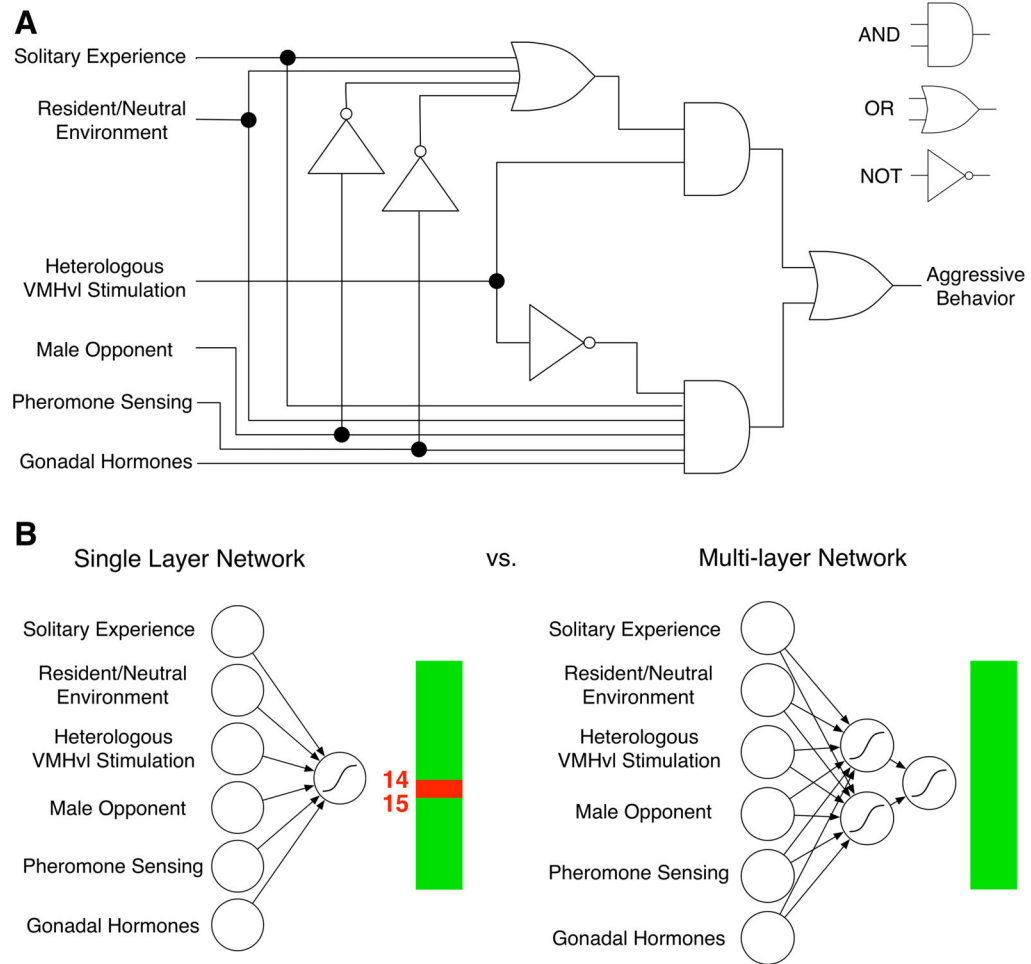 A
Solitary Experience
Resident/Neutral
Environment
Heterologous
VMHvl Stimulation
Male Opponent
Pheromone Sensing
Gonadal Hormones
AND
OR
NOT
Aggressive
Behavior
B
Single Layer Network
vs.
Multi-layer Network
Solitary Experience
Resident/Neutral
Environment
Heterologous
VMHvl Stimulation
Male Opponent
Pheromone Sensing
Gonadal Hormones
14
15
Solitary Experience
Resident/Neutral
Environment
Heterologous
VMHvl Stimulation
Male Opponent
Pheromone Sensing
Gonadal Hormones